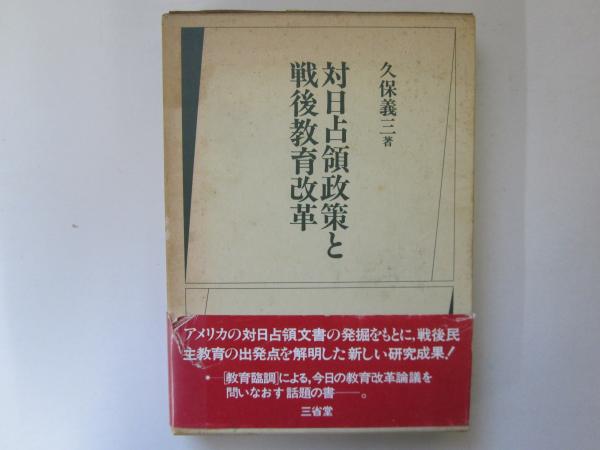 久保義三著
対日占領政策と
戦後教育改革
アメリカの対日占領文書の発掘をもとに,戦後民
主教育の出発点を解明した新しい研究成果!
●―[教育臨調]による,今日の教育改革論議を
問いなおす話題の書――。
三省堂